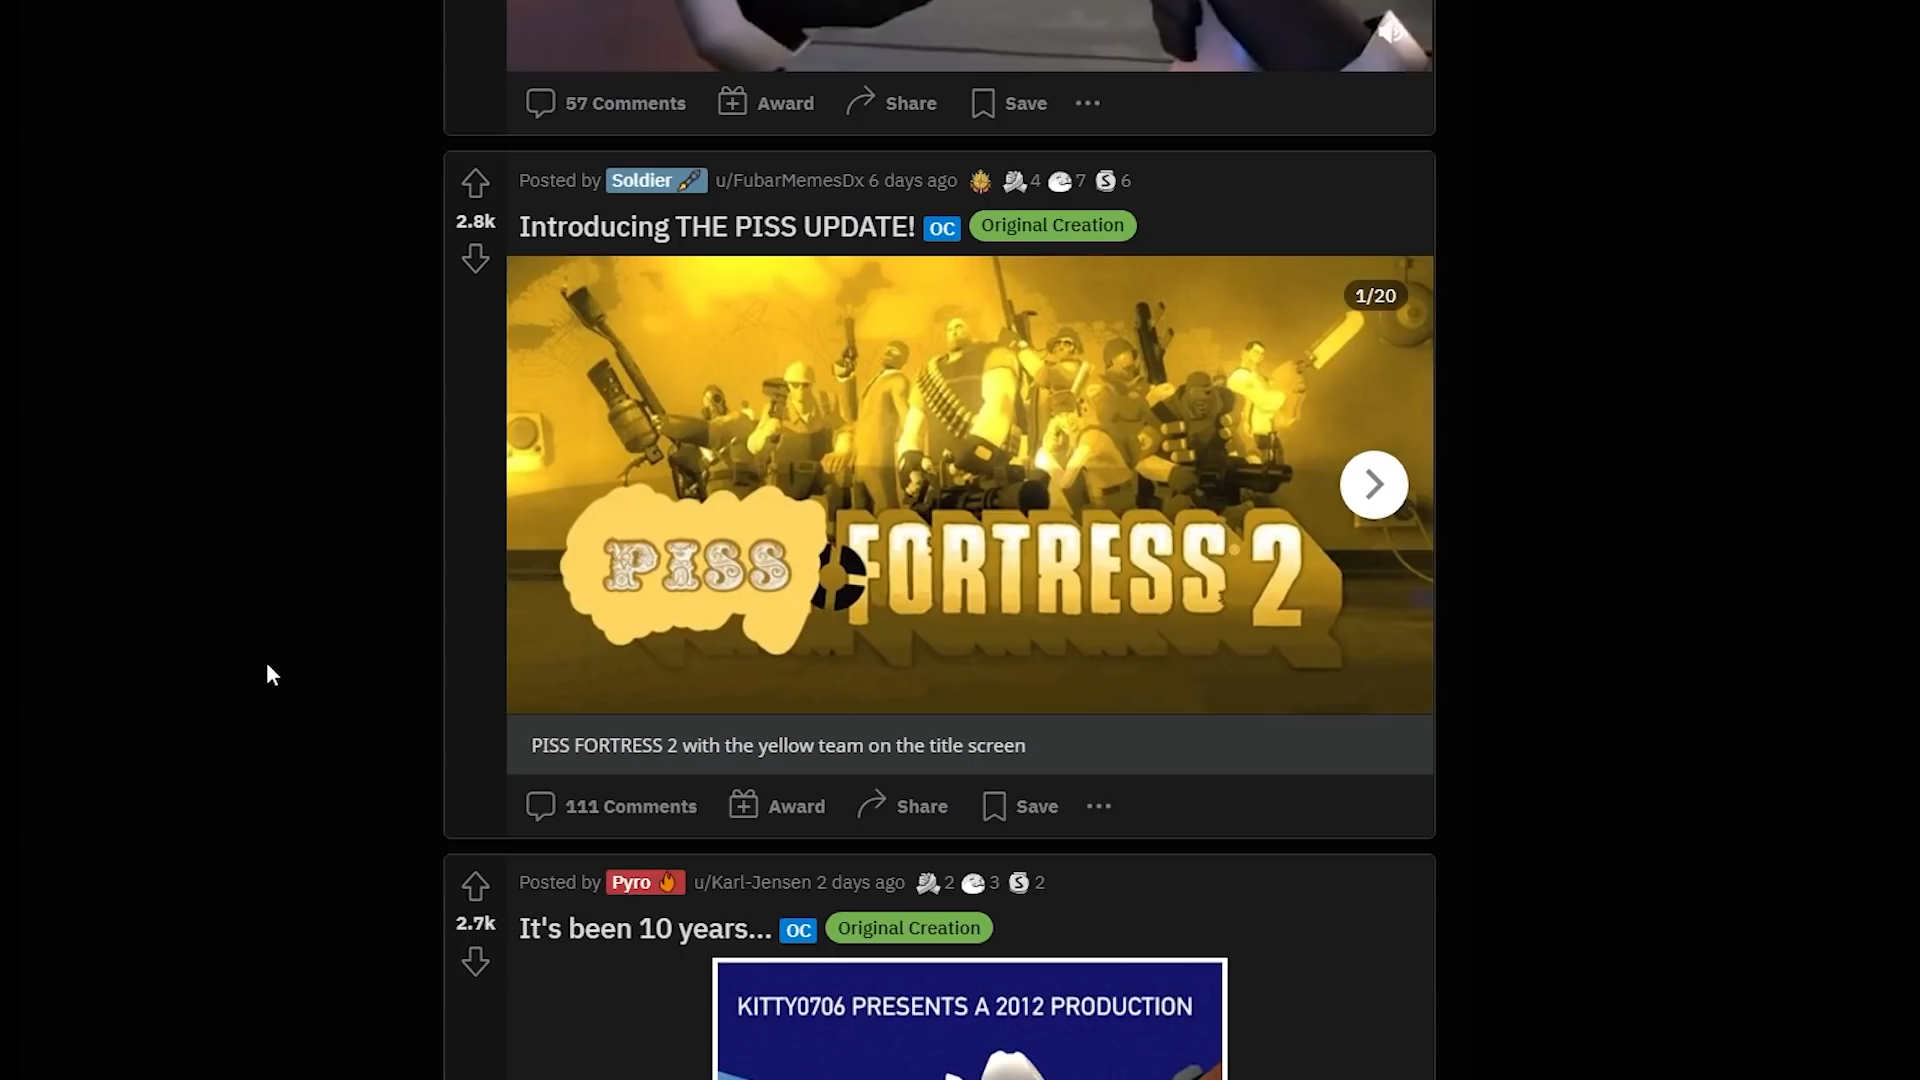 57 Comments Award Share Save
Posted by Soldier u/FubarMemesDx 6 days ago 4 7 S 6
2.8k
Introducing THE PISS UPDATE! OC Original Creation
1/20
PISS FORTRESS 2
PISS FORTRESS 2 with the yellow team on the title screen
111 Comments Award Share Save
Posted by Pyro u/Karl-Jensen 2 days ago 2 3 S 2
2.7k
It's been 10 years... OC Original Creation
KITTY0706 PRESENTS A 2012 PRODUCTION